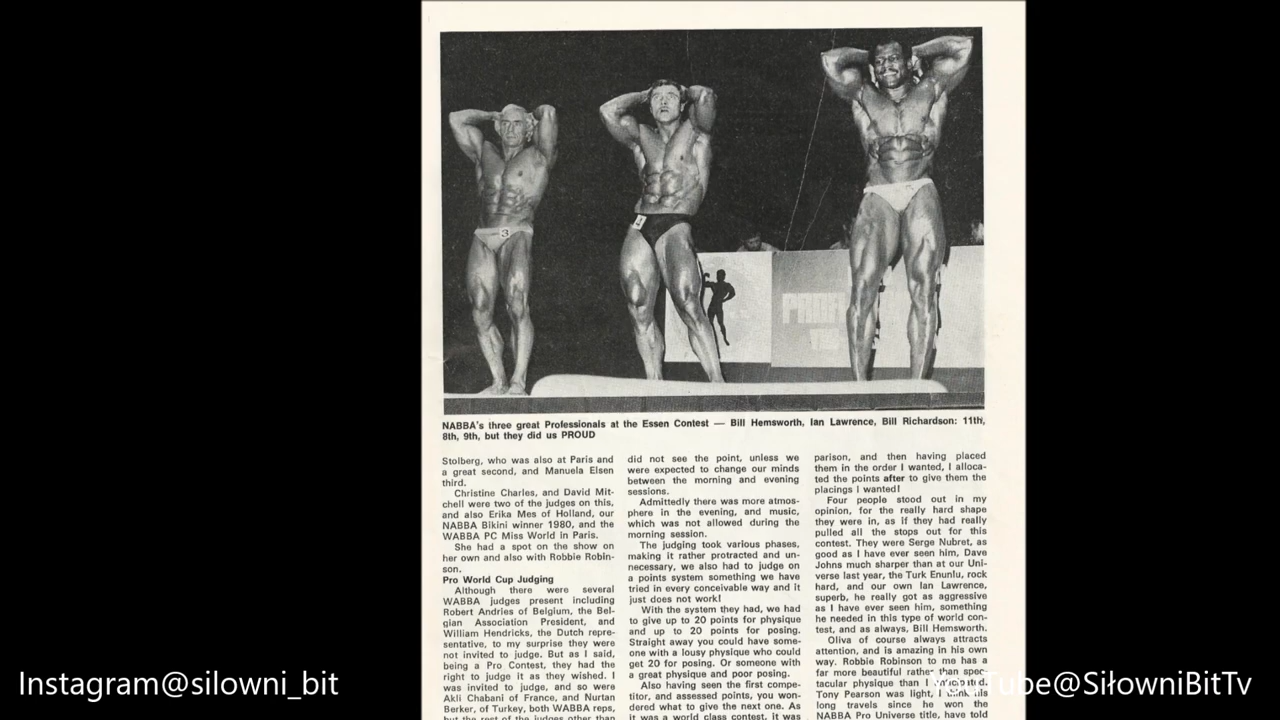 3
NABBA's three great Professionals at the Essen Contest — Bill Hemsworth, Ian Lawrence, Bill Richardson: 11th,
8th, 9th, but they did us PROUD
Stolberg, who was also at Paris and
a great second, and Manuela Elsen
third.
Christine Charles, and David Mit-
chell were two of the judges on this,
and also Erika Mes of Holland, our
NABBA Bikini winner 1980, and the
WABBA PC Miss World in Paris.
She had a spot on the show on
her own and also with Robbie Robin-
son.
Pro World Cup Judging
Although there were several
WABBA judges present including
Robert Andries of Belgium, the Bel-
gian Association President, and
William Hendricks, the Dutch repre-
sentative, to my surprise they were
not invited to judge. But as I said,
being a Pro Contest, they had the
right to judge it as they wished. I
was invited to judge, and so were
Akli Chabani of France, and Nurtan
Berker, of Turkey, both WABBA reps,
but the rest of the judges other than
did not see the point, unless we
were expected to change our minds
between the morning and evening
sessions.
Admittedly there was more atmos-
phere in the evening, and music,
which was not allowed during the
morning session.
The judging took various phases,
making it rather protracted and un-
necessary, we also had to judge on
a points system something we have
tried in every conceivable way and it
just does not work!
With the system they had, we had
to give up to 20 points for physique
and up to 20 points for posing.
Straight away you could have some-
one with a lousy physique who could
get 20 for posing. Or someone with
a great physique and poor posing.
Also having seen the first compe-
titor, and assessed points, you won-
dered what to give the next one. As
it was a world class contest, it was
parison, and then having placed
them in the order I wanted, I alloca-
ted the points after to give them the
placings I wanted!
Four people stood out in my
opinion, for the really hard shape
they were in, as if they had really
pulled all the stops out for this
contest. They were Serge Nubret, as
good as I have ever seen him, Dave
Johns much sharper than at our Uni-
verse last year, the Turk Enunlu, rock
hard, and our own Ian Lawrence,
superb, he really got as aggressive
as I have ever seen him, something
he needed in this type of world con-
test, and as always, Bill Hemsworth.
Oliva of course always attracts
attention, and is amazing in his own
way. Robbie Robinson to me has a
far more beautiful rather than spec-
tacular physique than I
Tony Pearson was light, I think his
long travels since he won the
NABBA Pro Universe title, have told
Instagram@silowni_bit
YouTube@SiłowniBitTv